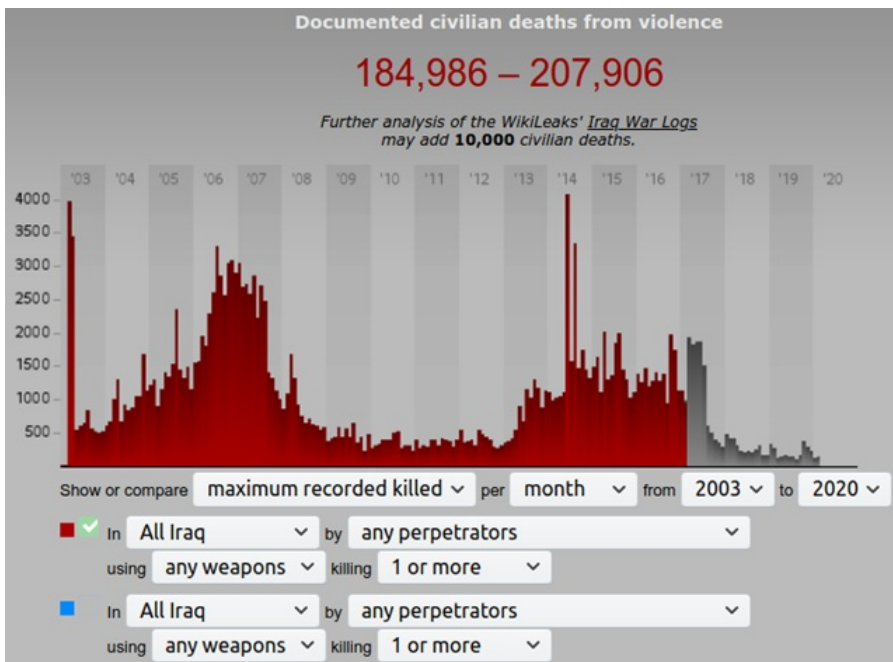 Documented civilian deaths from violence
184,986 – 207,906
Further analysis of the WikiLeaks' Iraq War Logs
may add 10,000 civilian deaths.
'03 '04 '05 '06 '07 '08 '09 '10 '11 '12 '13 '14 '15 '16 '17 '18 '19 '20
4000
3500
3000
2500
2000
1500
1000
500
Show or compare maximum recorded killed per month from 2003 to 2020
In All Iraq by any perpetrators
using any weapons killing 1 or more
In All Iraq by any perpetrators
using any weapons killing 1 or more